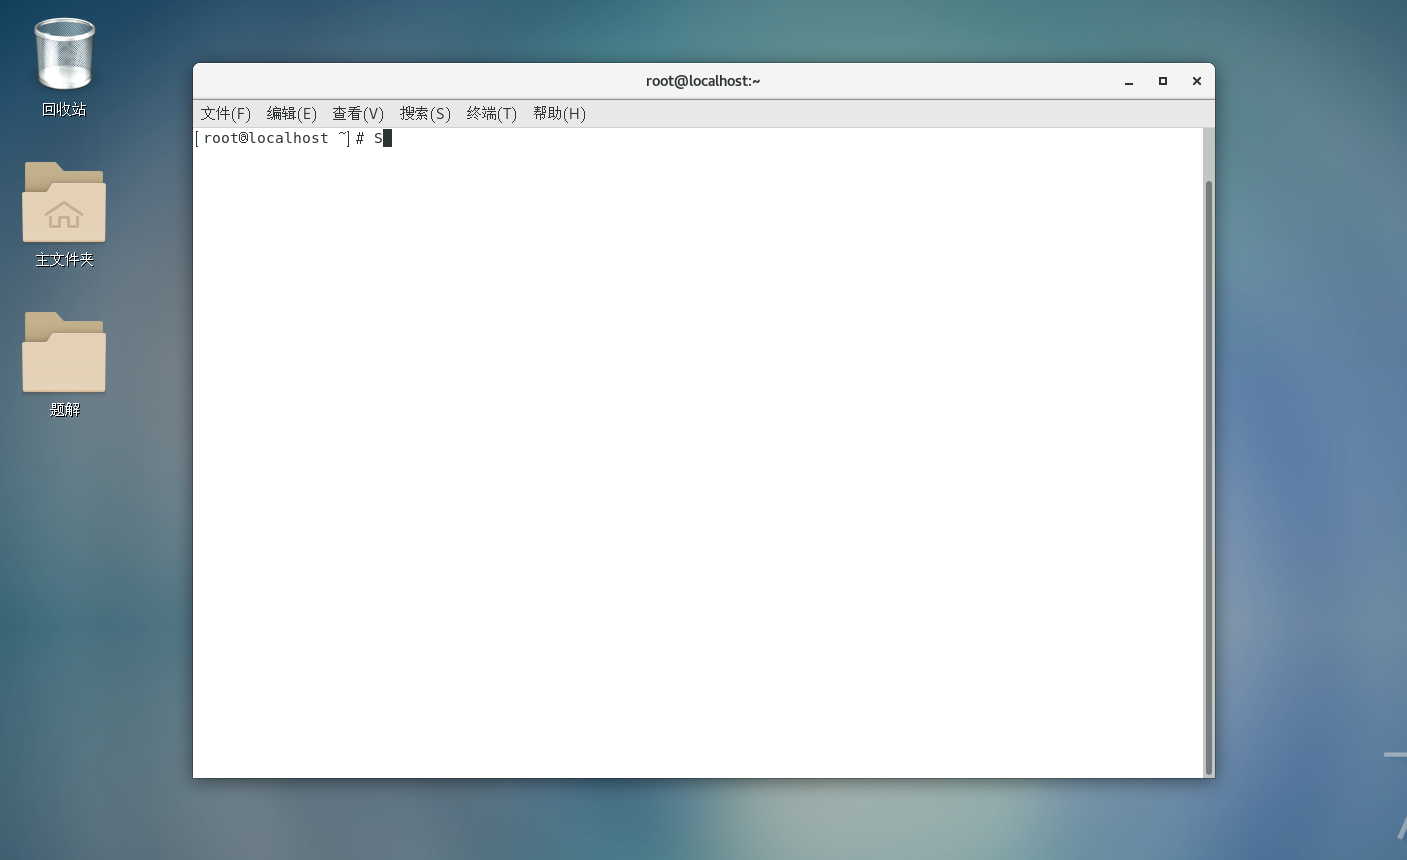 回收站
主文件夹
题解
root@localhost:~
文件(F) 编辑(E) 查看(V) 搜索(S) 终端(T) 帮助(H)
[root@localhost ~]# S